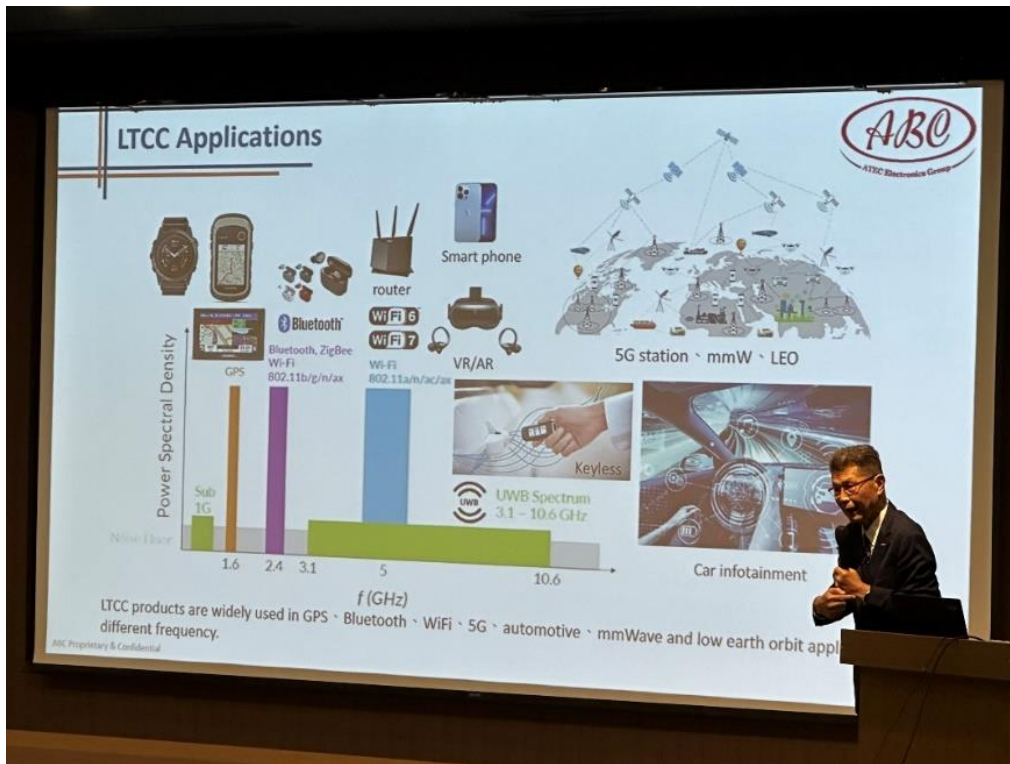 LTCC Applications
ABC
ATEC Electronics Group
Smart phone
router
Bluetooth
WiFi 6
WiFi 7
VR/AR
5G station、mmW、LEO
GPS
Bluetooth, ZigBee
Wi-Fi
802.11b/g/n/ax
Wi-Fi
802.11a/n/ac/ax
Power Spectral Density
Keyless
Sub
1G
UWB
UWB Spectrum
3.1 – 10.6 GHz
Noise Floor
1.6
2.4
3.1
5
10.6
f (GHz)
Car infotainment
LTCC products are widely used in GPS、Bluetooth、WiFi、5G、automotive、mmWave and low earth orbit appl
different frequency.
ABC Proprietary & Confidential